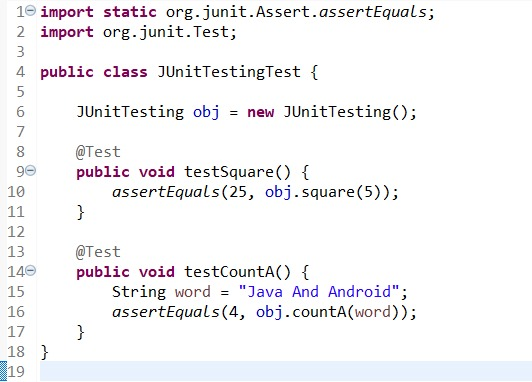 1 import static org.junit.Assert.assertEquals;
2 import org.junit.Test;
3
4 public class JUnitTestingTest {
5
6     JUnitTesting obj = new JUnitTesting();
7
8     @Test
9     public void testSquare() {
10         assertEquals(25, obj.square(5));
11     }
12
13     @Test
14     public void testCountA() {
15         String word = "Java And Android";
16         assertEquals(4, obj.countA(word));
17     }
18 }
19